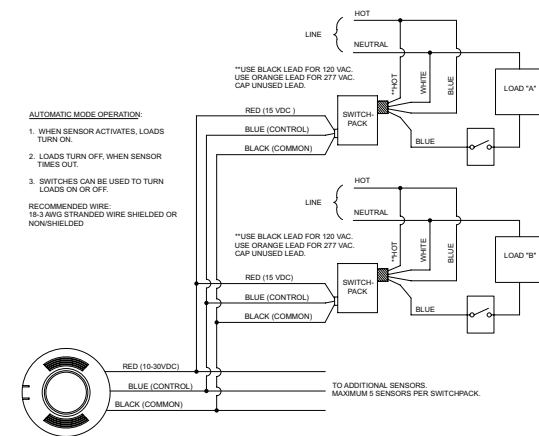 HOT
LINE
NEUTRAL
**USE BLACK LEAD FOR 120 VAC.
USE ORANGE LEAD FOR 277 VAC.
CAP UNUSED LEAD.
**HOT
WHITE
BLUE
LOAD "A"
RED (15 VDC )
BLUE (CONTROL)
BLACK (COMMON)
SWITCH-
PACK
BLUE
AUTOMATIC MODE OPERATION:
1. WHEN SENSOR ACTIVATES, LOADS
TURN ON.
2. LOADS TURN OFF, WHEN SENSOR
TIMES OUT.
3. SWITCHES CAN BE USED TO TURN
LOADS ON OR OFF.
RECOMMENDED WIRE:
18-3 AWG STRANDED WIRE SHIELDED OR
NON/SHIELDED
HOT
LINE
NEUTRAL
**USE BLACK LEAD FOR 120 VAC.
USE ORANGE LEAD FOR 277 VAC.
CAP UNUSED LEAD.
**HOT
WHITE
BLUE
LOAD "B"
RED (15 VDC)
BLUE (CONTROL)
BLACK (COMMON)
SWITCH-
PACK
BLUE
RED (10-30VDC)
BLUE (CONTROL)
BLACK (COMMON)
TO ADDITIONAL SENSORS.
MAXIMUM 5 SENSORS PER SWITCHPACK.